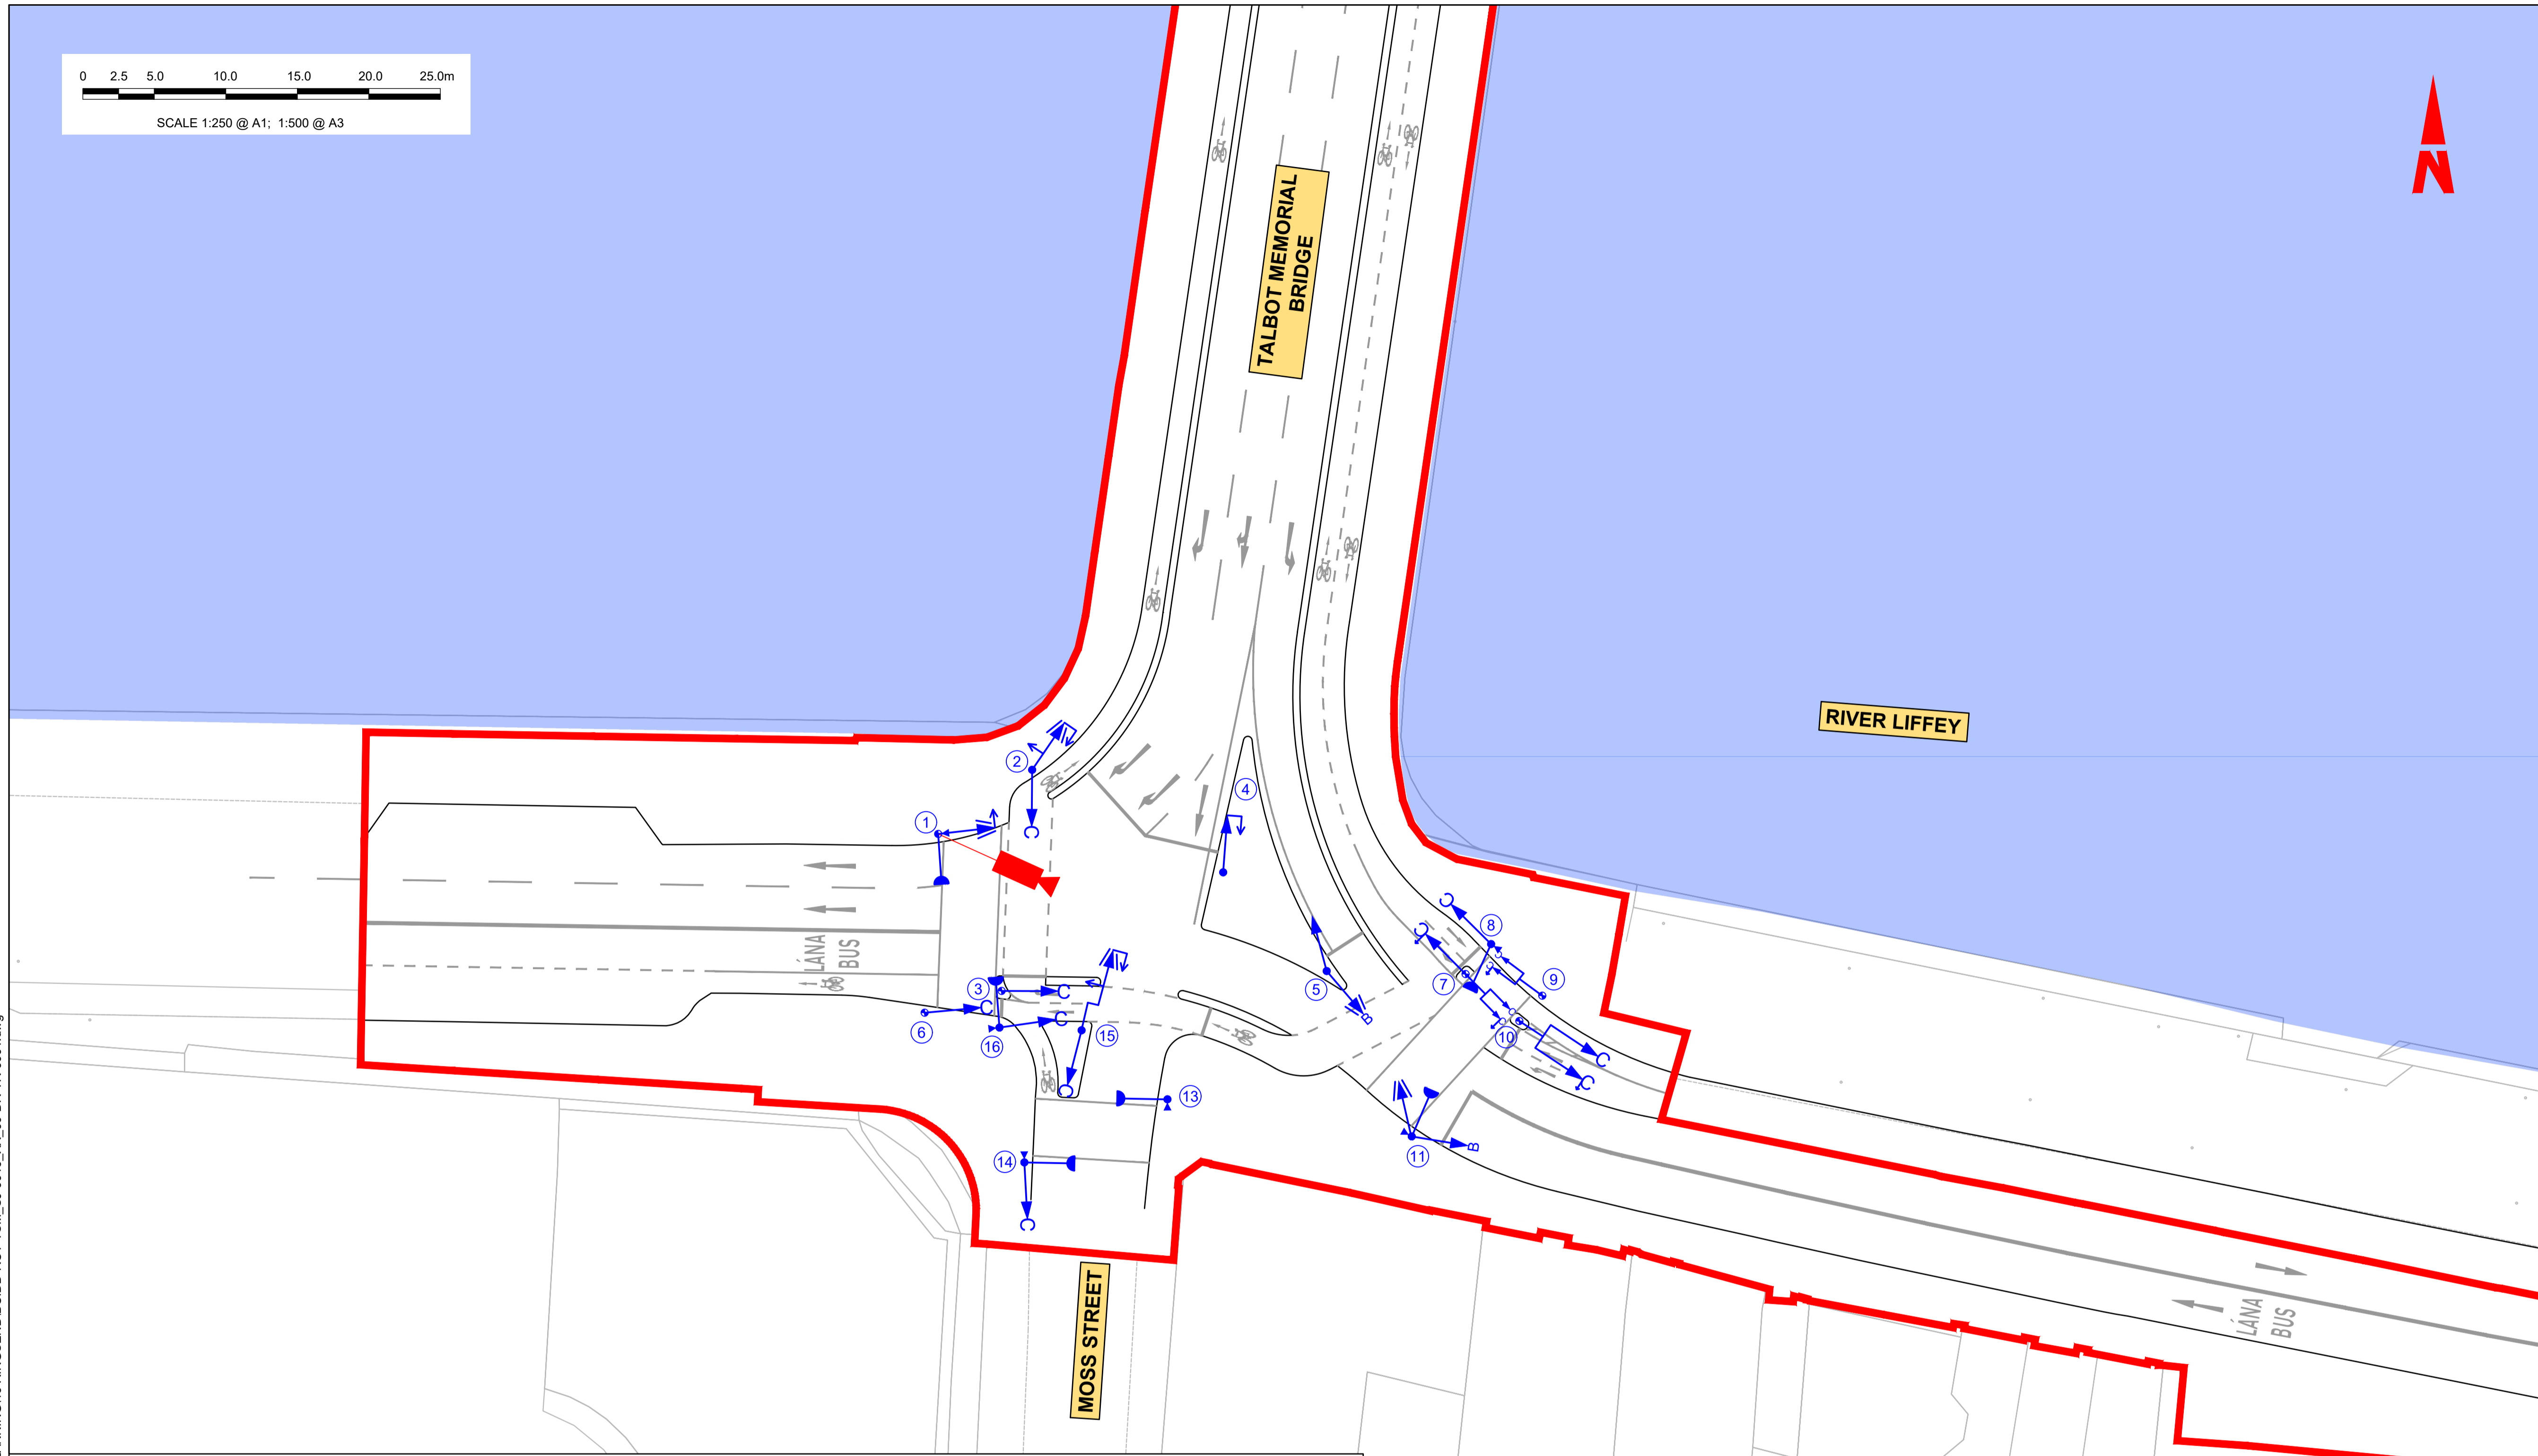 0 2.5 5.0 10.0 15.0 20.0 25.0m
SCALE 1:250 @ A1; 1:500 @ A3
N
TALBOT MEMORIAL
BRIDGE
RIVER LIFFEY
2
C
4
1
C
8
C
LÁNA
BUS
3
C
5
B
7
9
6
C
16
C
15
10
C
C
C
13
11
B
14
C
MOSS STREET
LÁNA
BUS